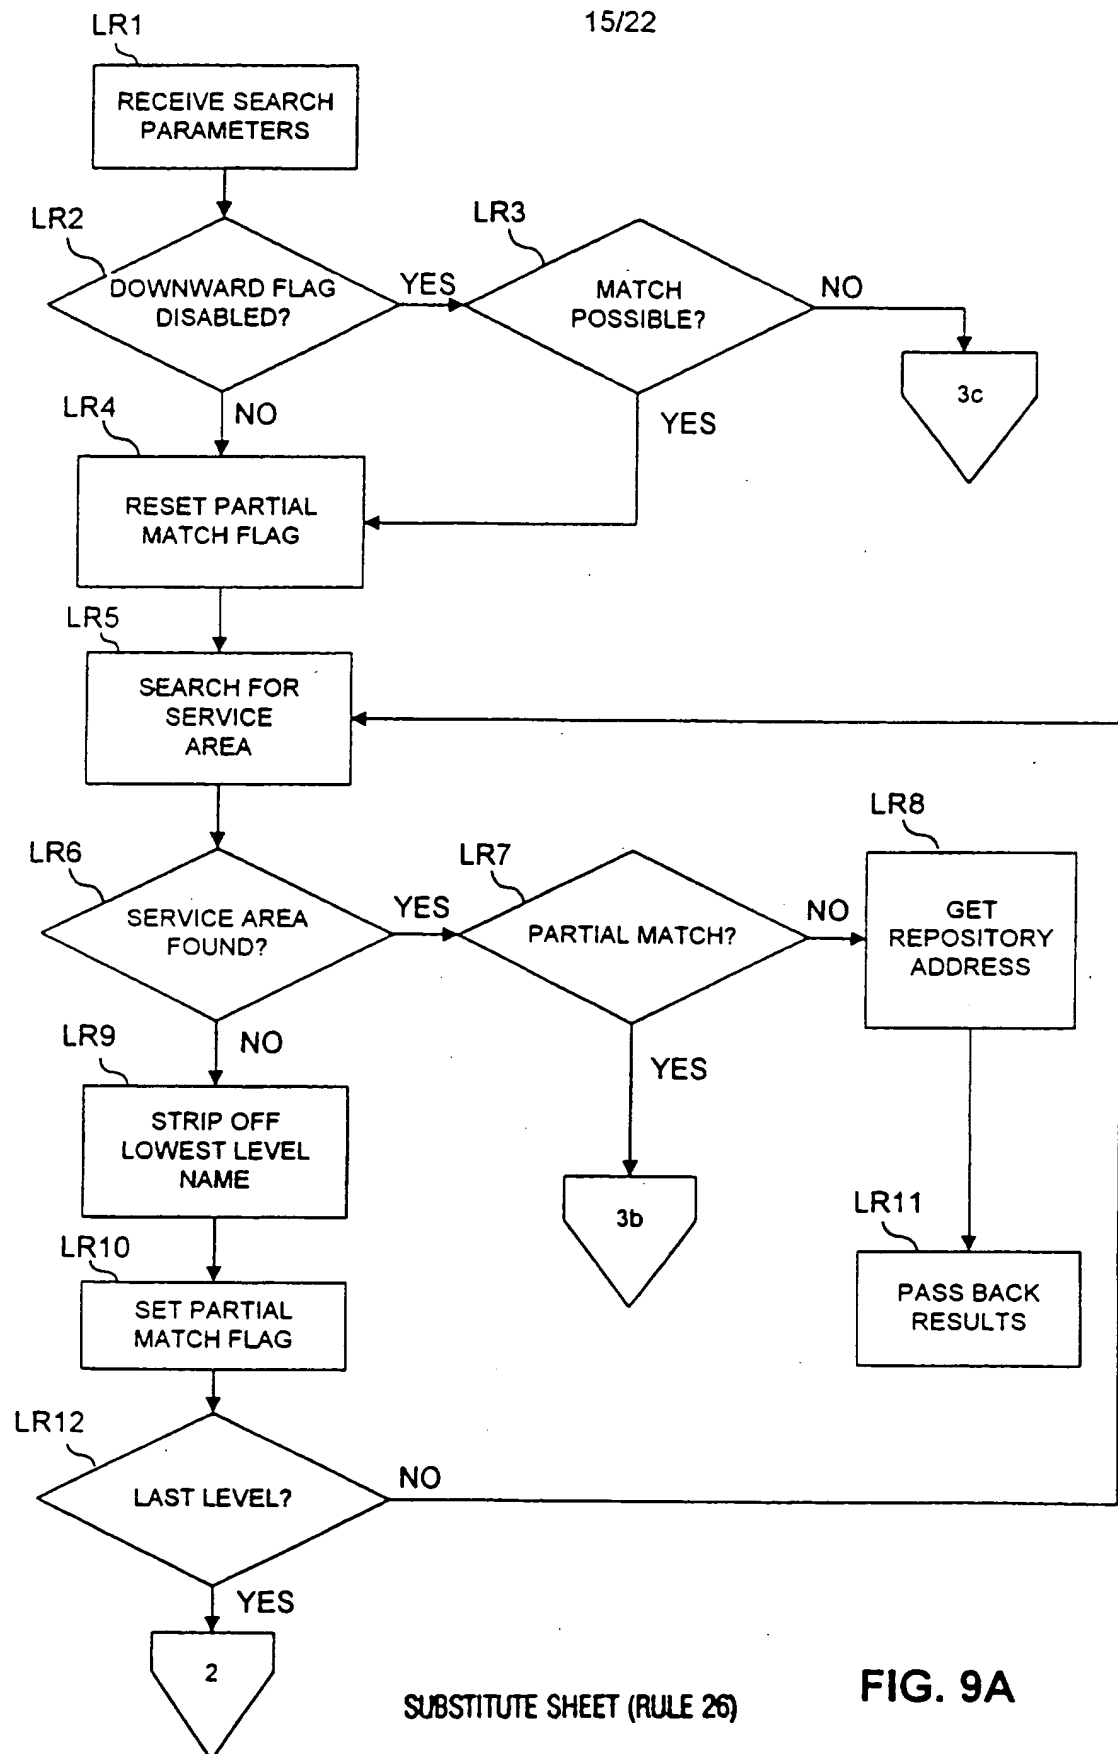 15/22
LR1
RECEIVE SEARCH
PARAMETERS
LR2
DOWNWARD FLAG
DISABLED?
YES
LR3
MATCH
POSSIBLE?
NO
3c
NO
YES
LR4
RESET PARTIAL
MATCH FLAG
LR5
SEARCH FOR
SERVICE
AREA
LR6
SERVICE AREA
FOUND?
YES
LR7
PARTIAL MATCH?
NO
LR8
GET
REPOSITORY
ADDRESS
NO
YES
LR9
STRIP OFF
LOWEST LEVEL
NAME
3b
LR11
PASS BACK
RESULTS
LR10
SET PARTIAL
MATCH FLAG
LR12
LAST LEVEL?
NO
YES
2
SUBSTITUTE SHEET (RULE 26)
FIG. 9A